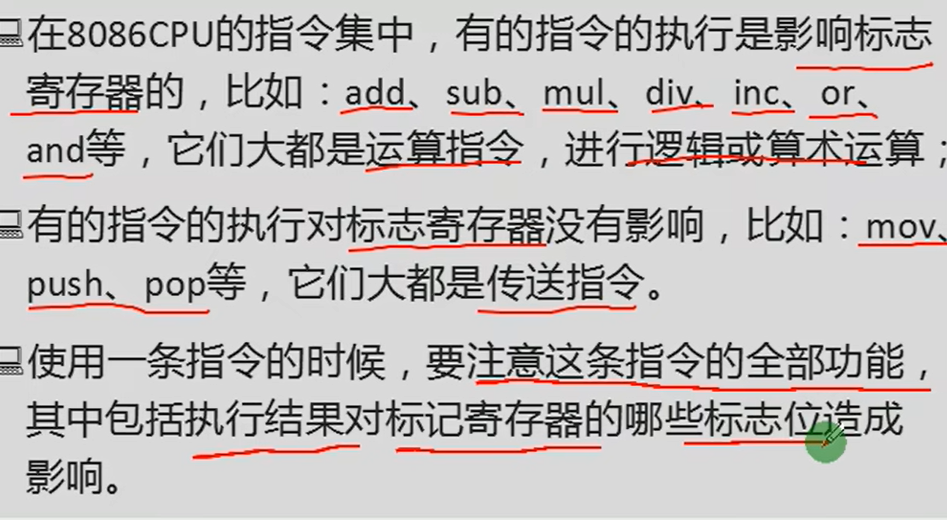 在8086CPU的指令集中，有的指令的执行是影响标志
寄存器的，比如：add、sub、mul、div、inc、or、
and等，它们大都是运算指令，进行逻辑或算术运算；
有的指令的执行对标志寄存器没有影响，比如：mov、
push、pop等，它们大都是传送指令。
使用一条指令的时候，要注意这条指令的全部功能，
其中包括执行结果对标记寄存器的哪些标志位造成
影响。